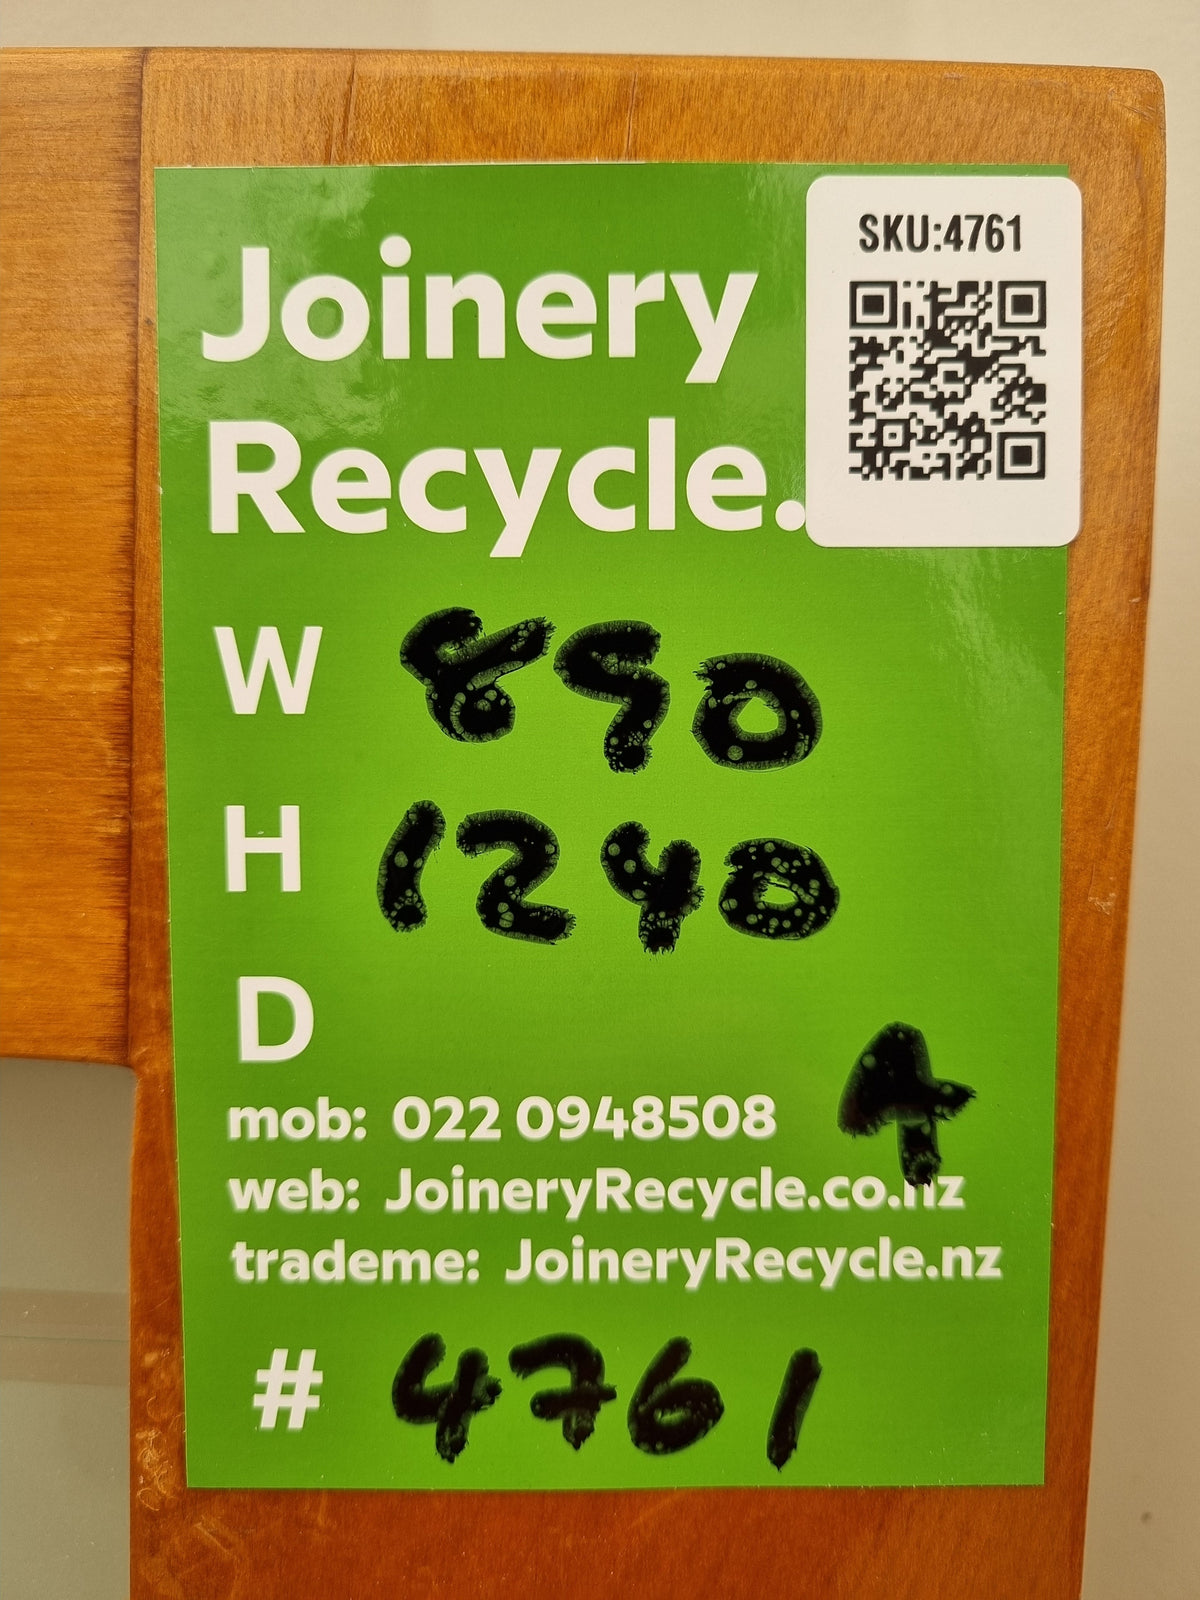 SKU:4761
Joinery
Recycle.
W 890
H 1240
D
4
mob: 022 0948508
web: JoineryRecycle.co.nz
trademe: JoineryRecycle.nz
# 4761